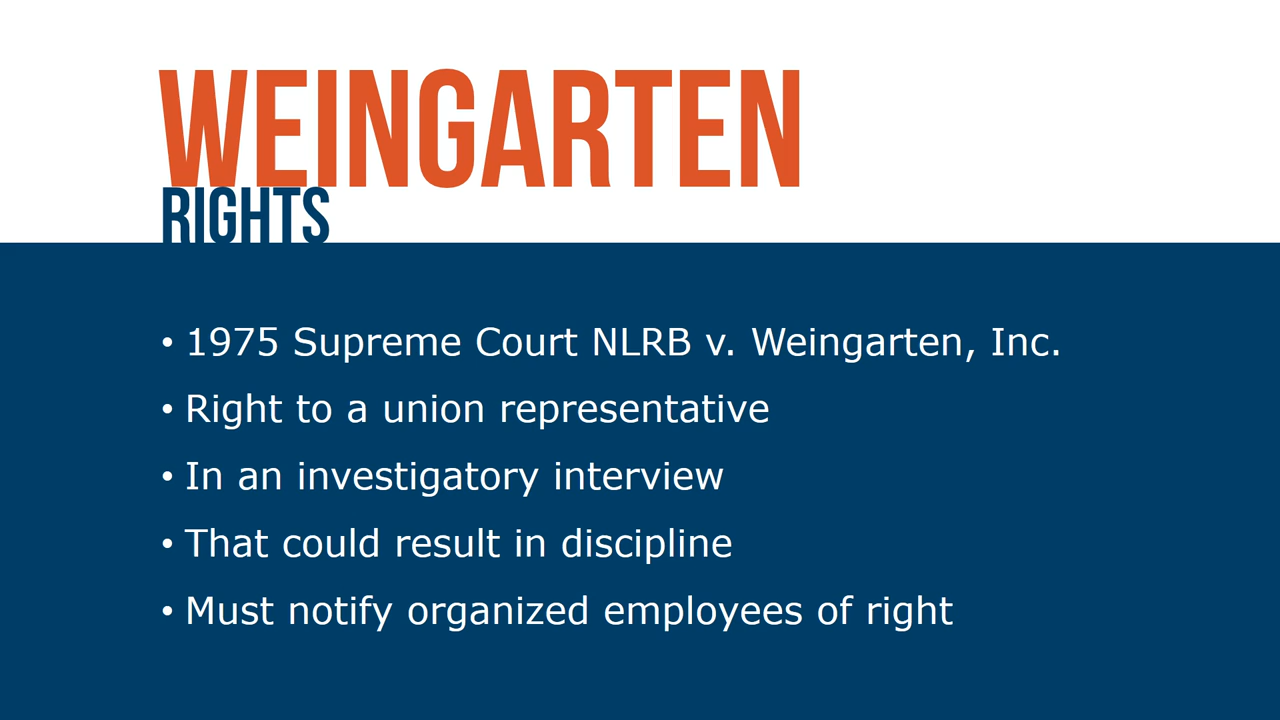 WEINGARTEN
RIGHTS
• 1975 Supreme Court NLRB v. Weingarten, Inc.
• Right to a union representative
• In an investigatory interview
• That could result in discipline
• Must notify organized employees of right